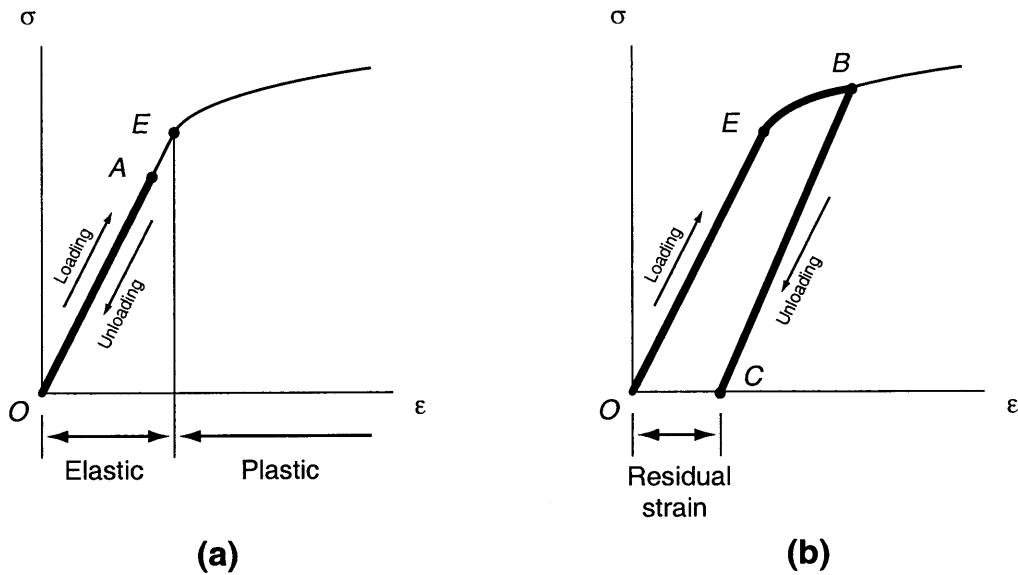 σ
E
A
Loading
Unloading
O
ε
Elastic
Plastic
(a)
σ
B
E
Loading
Unloading
C
O
ε
Residual
strain
(b)